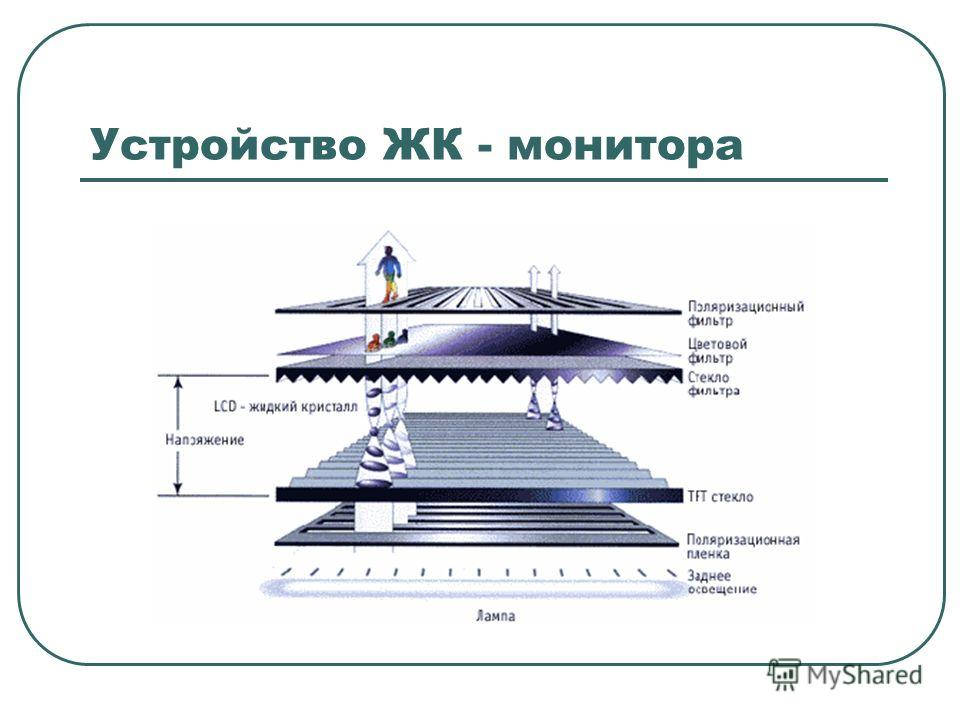 Устройство ЖК - монитора
Поляризационный
фильтр
Цветовой
фильтр
Стекло
фильтра
LCD - жидкий кристалл
Напряжение
TFT стекло
Поляризационная
пленка
Заднее
освещение
Лампа
MyShared